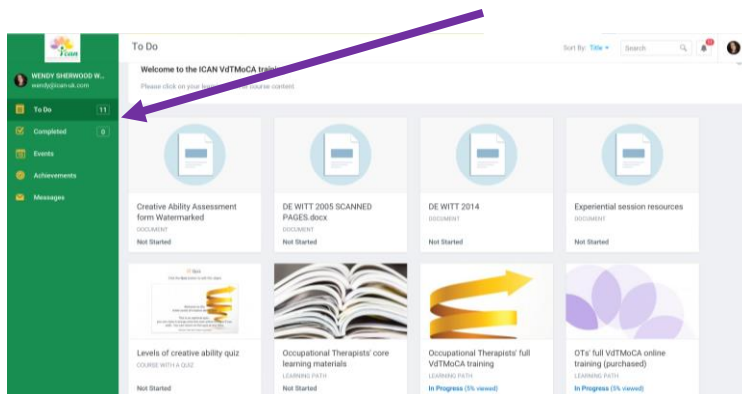 ican
To Do
Sort By: Title
Search
WENDY SHERWOOD W...
wendy@ican-uk.com
Welcome to the ICAN VdTMoCA
Please click on your course content
To Do 11
Completed 0
Events
Achievements
Messages
Creative Ability Assessment
form Watermarked
DOCUMENT
Not Started
DE WITT 2005 SCANNED
PAGES.docx
DOCUMENT
Not Started
DE WITT 2014
DOCUMENT
Not Started
Experiential session resources
DOCUMENT
Not Started
Levels of creative ability quiz
COURSE WITH A QUIZ
Not Started
Occupational Therapists' core
learning materials
LEARNING PATH
Not Started
Occupational Therapists' full
VdTMoCA training
LEARNING PATH
In Progress (5% viewed)
OTs' full VdTMoCA online
training (purchased)
LEARNING PATH
In Progress (5% viewed)